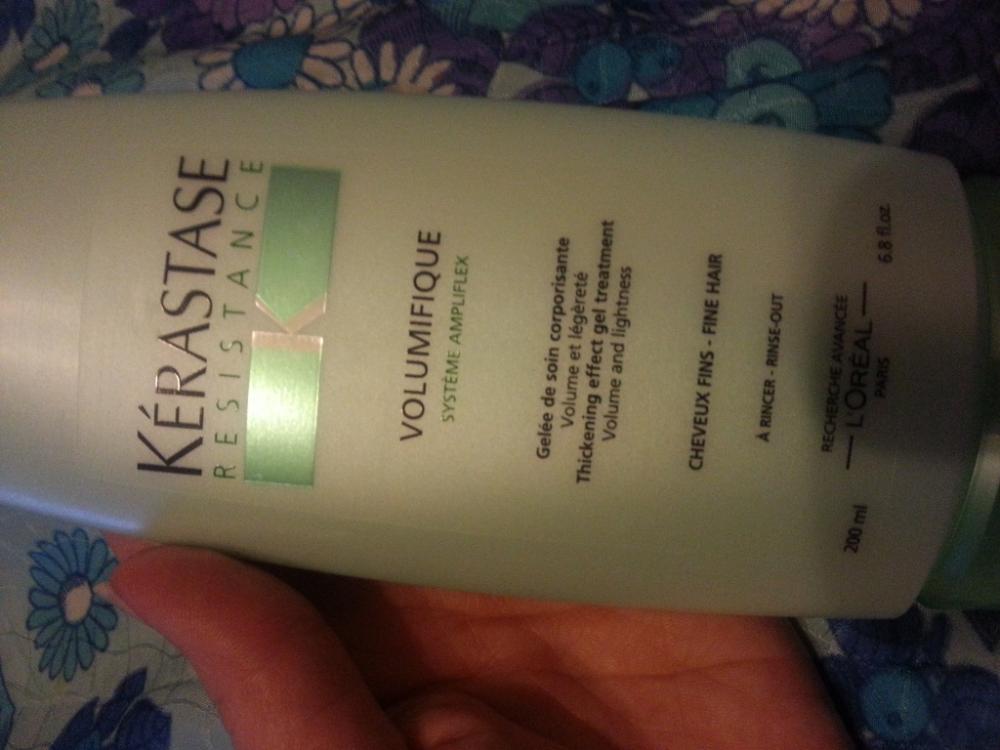 KÉRASTASE
RESISTANCE
VOLUMIFIQUE
SYSTÈME AMPLIFLEX
Gelée de soin corporisante
Volume et légèreté
Thickening effect gel treatment
Volume and lightness
CHEVEUX FINS - FINE HAIR
À RINCER - RINSE-OUT
RECHERCHE AVANCÉE
L'ORÉAL
PARIS
200 ml
6.8 fl.oz.